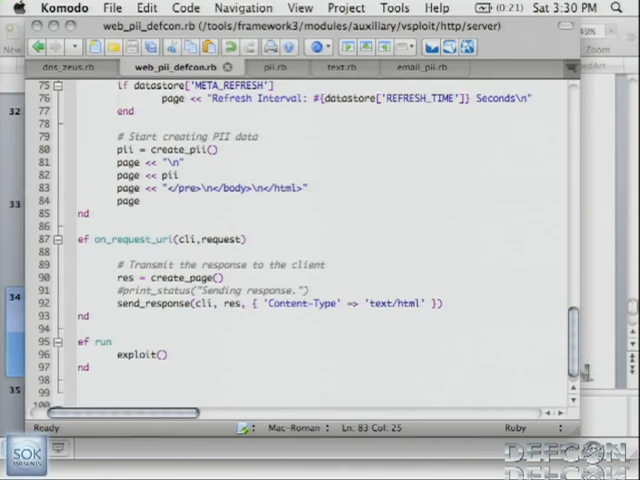 Komodo File Edit Code View Project Tools Window (0:21) Sat 3:30 PM
web_pii_defcon.rb (/tools/framework3/modules/auxiliary/vsploit/http/server)
New
49%
Zoom
dns_zeus.rb web_pii_defcon.rb pii.rb text.rb email_pii.rb
75 if datastore['META_REFRESH']
76 page << "Refresh Interval: #{datastore['REFRESH_TIME']} Seconds\n"
77 end
78
79 # Start creating PII data
80 pii = create_pii()
81 page << "\n"
82 page << pii
83 page << "</pre>\n</body>\n</html>"
84 page
85 nd
86
87 ef on_request_uri(cli,request)
88
89 # Transmit the response to the client
90 res = create_page()
91 #print_status("Sending response.")
92 send_response(cli, res, { 'Content-Type' => 'text/html' })
93 nd
94
95 ef run
96 exploit()
97 nd
98
99
100
32
33
34
35
Ready Mac-Roman Ln: 83 Col: 25 Ruby
SOK
PRESENTS
DEFCON